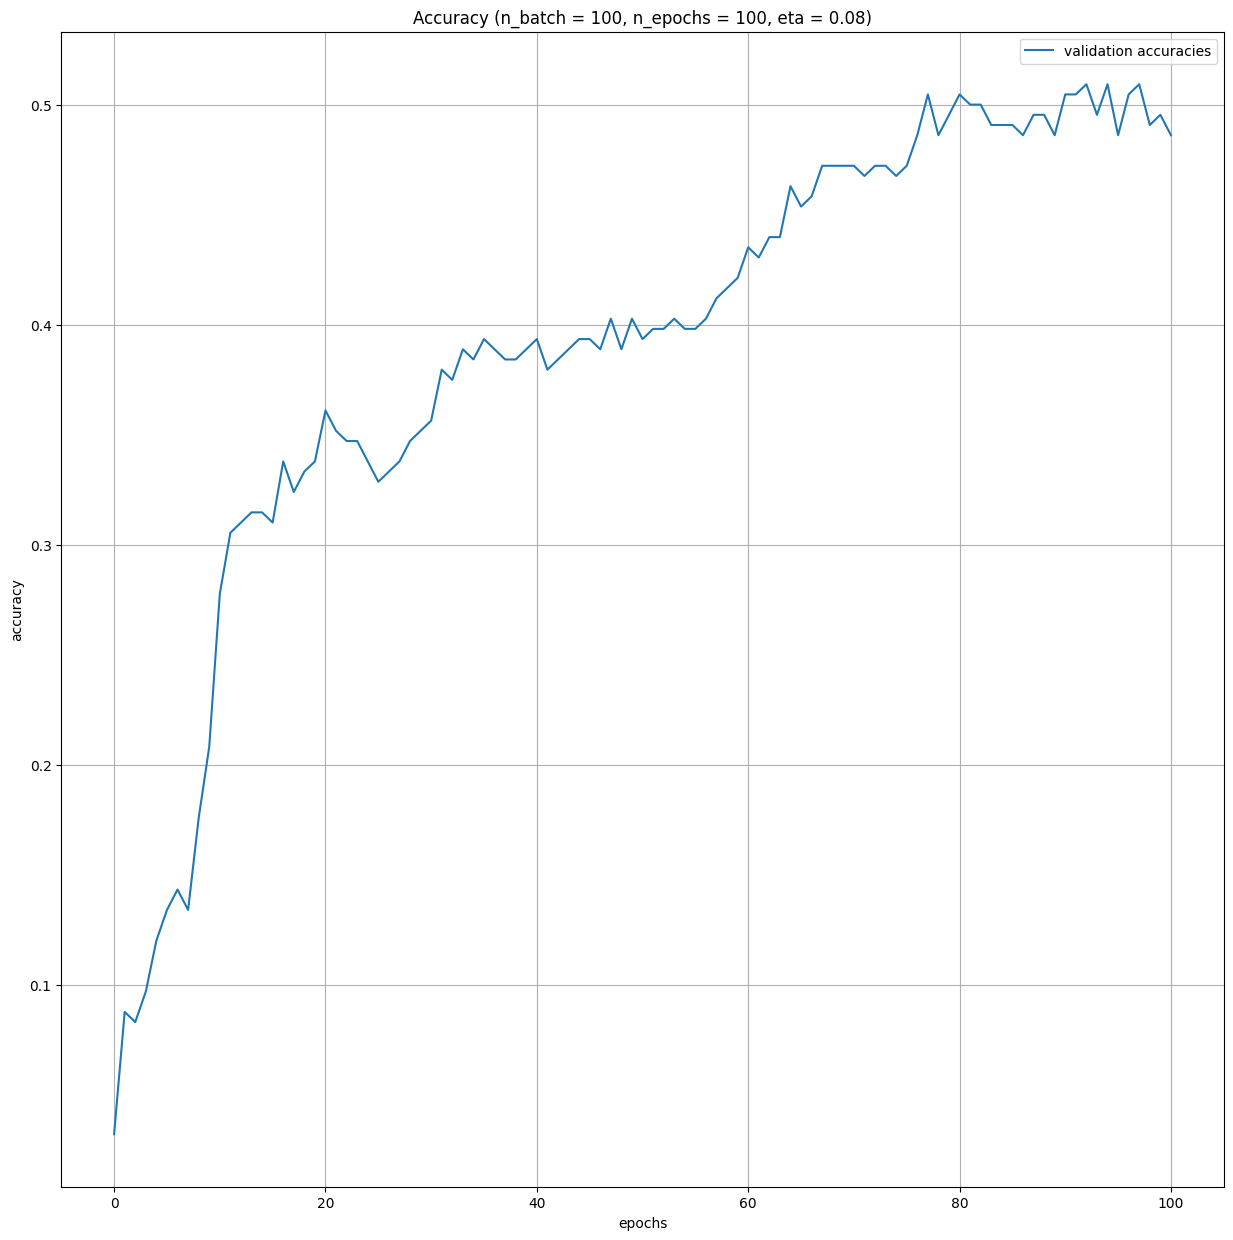 Accuracy (n_batch = 100, n_epochs = 100, eta = 0.08)
validation accuracies
0.5
0.4
0.3
0.2
0.1
accuracy
0 20 40 60 80 100
epochs